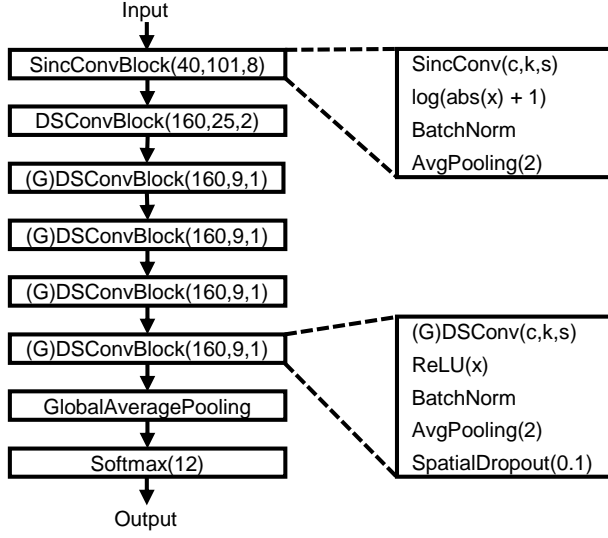 Input
SincConvBlock(40,101,8)
DSConvBlock(160,25,2)
(G)DSConvBlock(160,9,1)
(G)DSConvBlock(160,9,1)
(G)DSConvBlock(160,9,1)
(G)DSConvBlock(160,9,1)
GlobalAveragePooling
Softmax(12)
Output
SincConv(c,k,s)
log(abs(x) + 1)
BatchNorm
AvgPooling(2)
(G)DSConv(c,k,s)
ReLU(x)
BatchNorm
AvgPooling(2)
SpatialDropout(0.1)